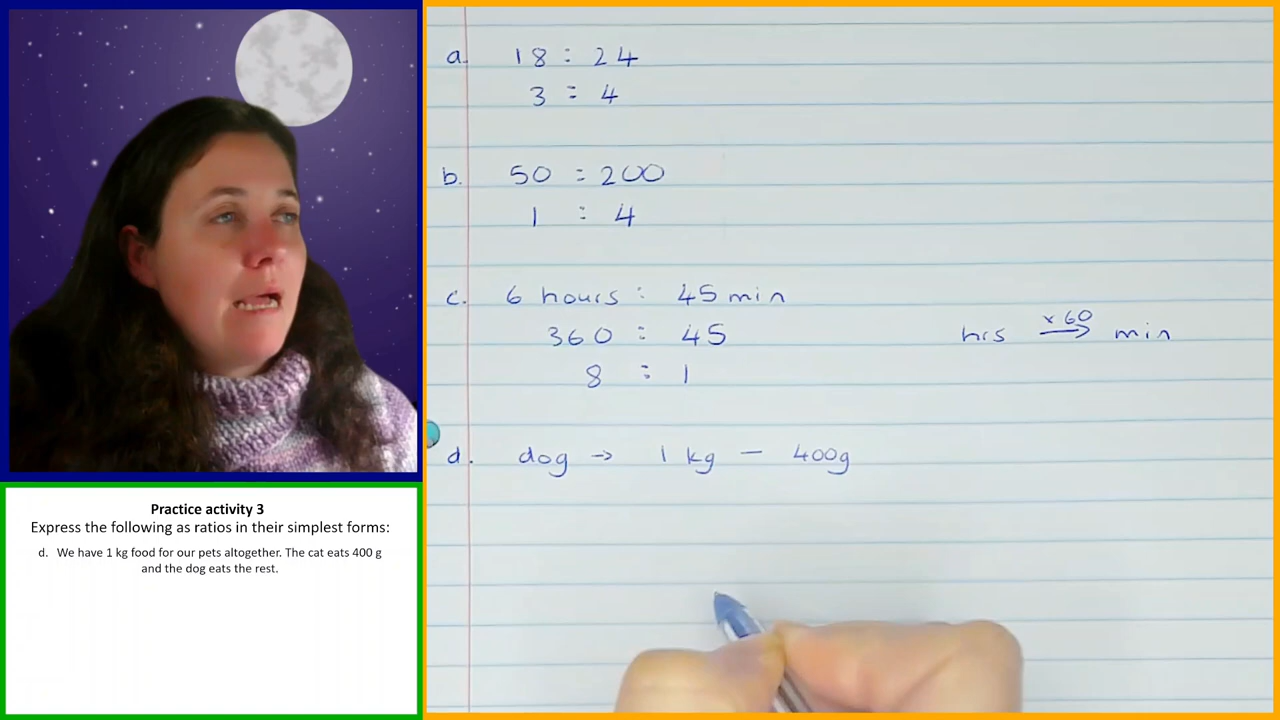 a. 18 : 24
3 : 4
b. 50 : 200
1 : 4
c. 6 hours : 45 min
360 : 45
hrs ×60→ min
8 : 1
d. dog → 1 kg – 400g
Practice activity 3
Express the following as ratios in their simplest forms:
d. We have 1 kg food for our pets altogether. The cat eats 400 g
and the dog eats the rest.